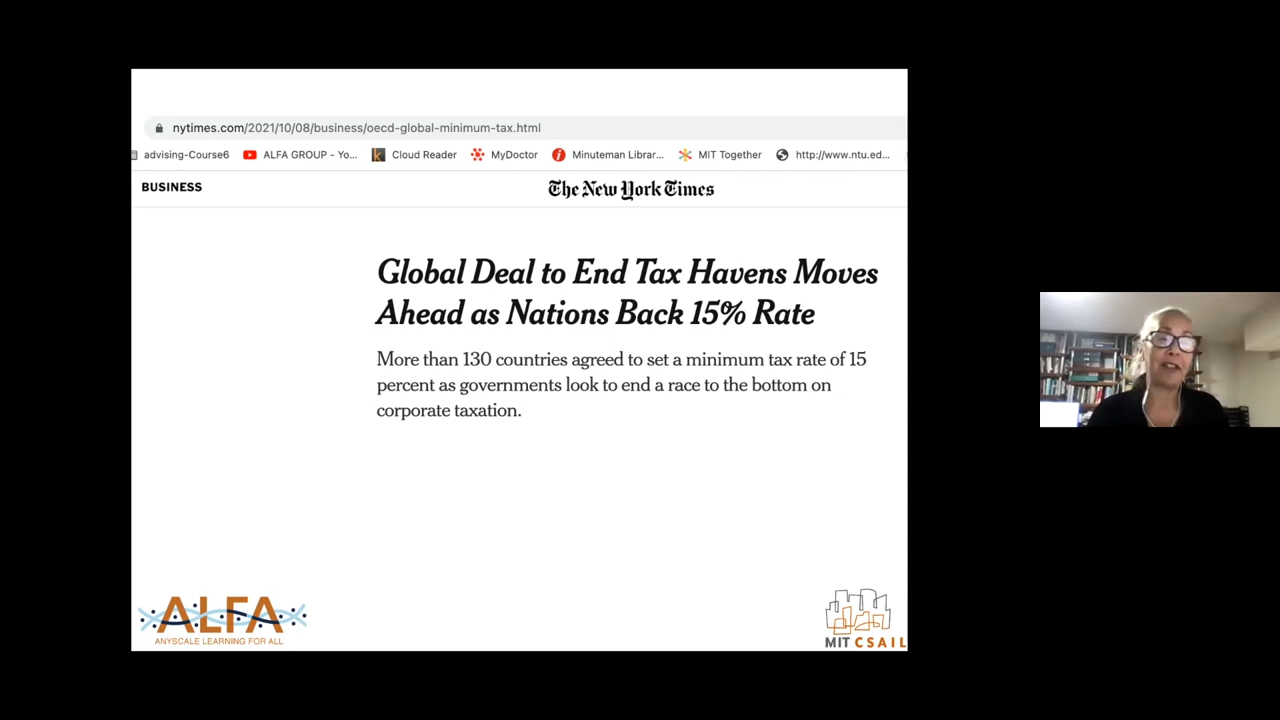 nytimes.com/2021/10/08/business/oecd-global-minimum-tax.html
advising-Course6 ALFA GROUP - Yo... Cloud Reader MyDoctor Minuteman Librar... MIT Together http://www.ntu.ed...
BUSINESS The New York Times
Global Deal to End Tax Havens Moves
Ahead as Nations Back 15% Rate
More than 130 countries agreed to set a minimum tax rate of 15
percent as governments look to end a race to the bottom on
corporate taxation.
ALFA
ANYSCALE LEARNING FOR ALL
MIT CSAIL